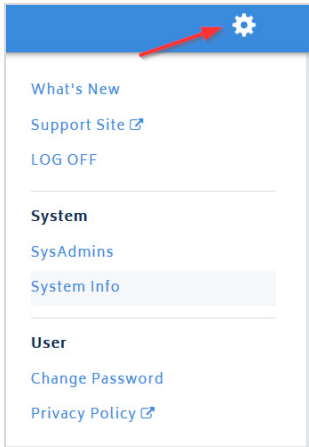 What's New
Support Site
LOG OFF
System
SysAdmins
System Info
User
Change Password
Privacy Policy